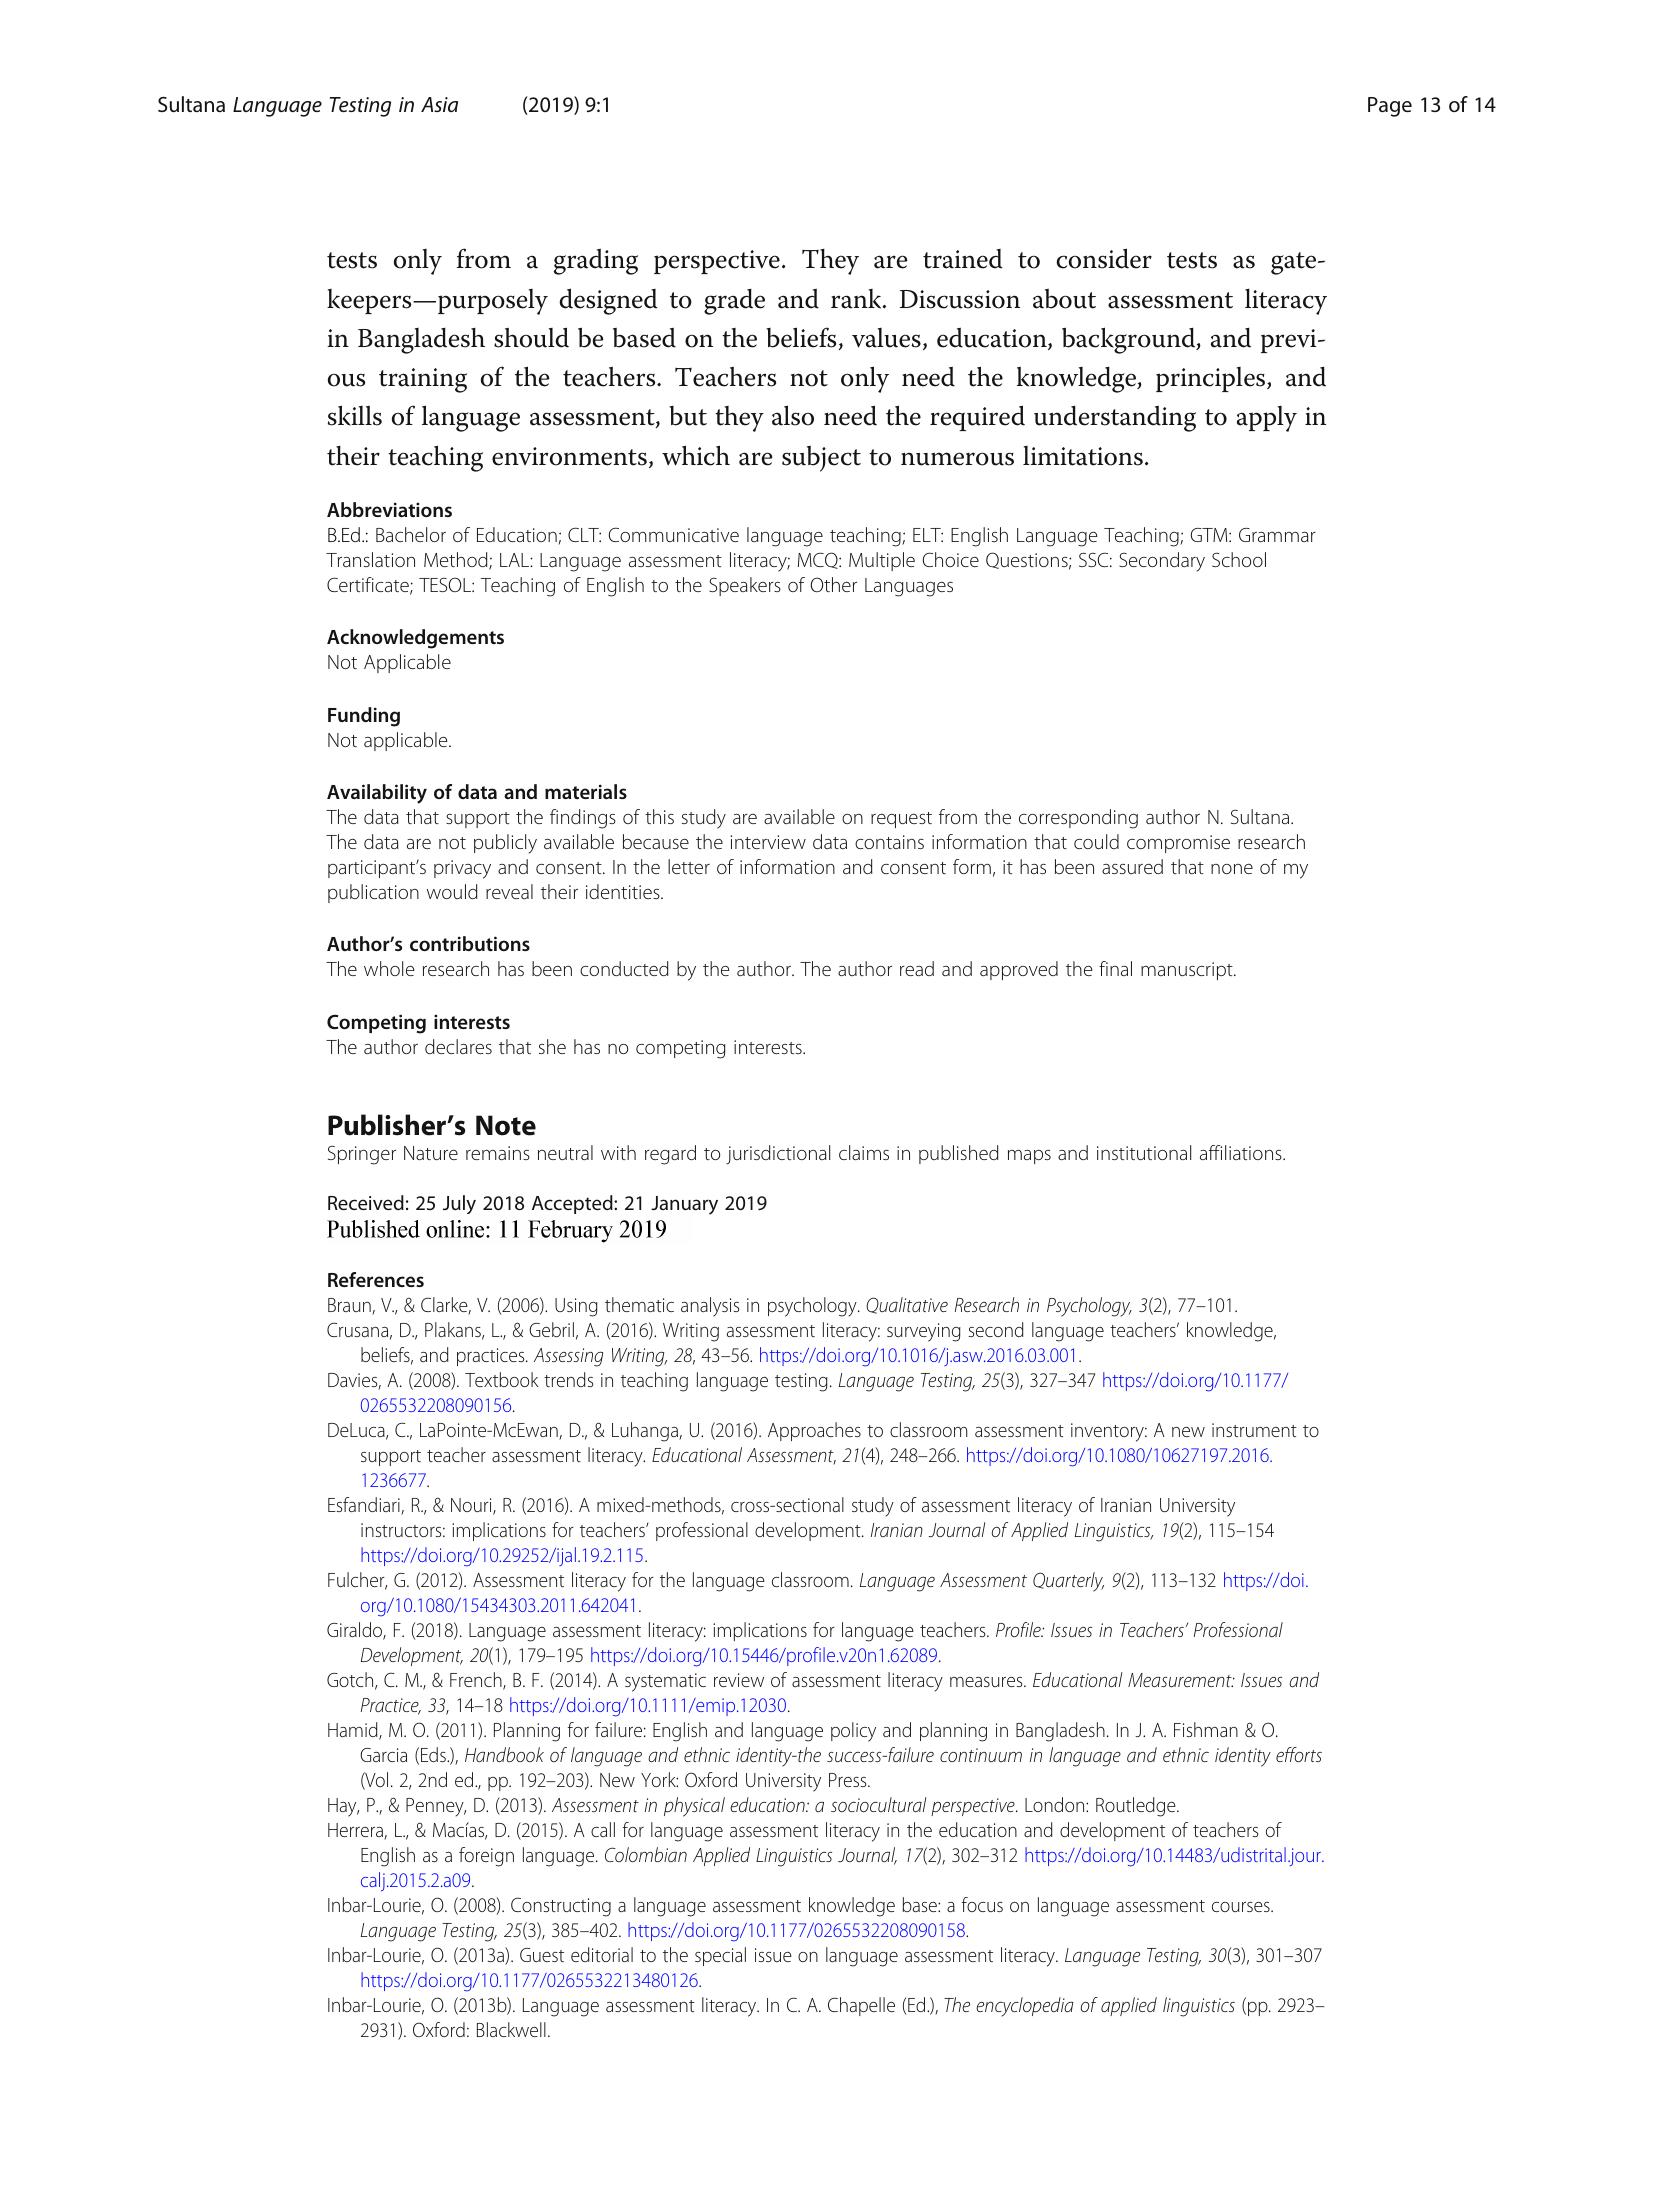 Sultana Language Testing in Asia (2019) 9:1 Page 13 of 14
tests only from a grading perspective. They are trained to consider tests as gate-
keepers—purposely designed to grade and rank. Discussion about assessment literacy
in Bangladesh should be based on the beliefs, values, education, background, and previ-
ous training of the teachers. Teachers not only need the knowledge, principles, and
skills of language assessment, but they also need the required understanding to apply in
their teaching environments, which are subject to numerous limitations.
Abbreviations
B.Ed.: Bachelor of Education; CLT: Communicative language teaching; ELT: English Language Teaching; GTM: Grammar
Translation Method; LAL: Language assessment literacy; MCQ: Multiple Choice Questions; SSC: Secondary School
Certificate; TESOL: Teaching of English to the Speakers of Other Languages
Acknowledgements
Not Applicable
Funding
Not applicable.
Availability of data and materials
The data that support the findings of this study are available on request from the corresponding author N. Sultana.
The data are not publicly available because the interview data contains information that could compromise research
participant's privacy and consent. In the letter of information and consent form, it has been assured that none of my
publication would reveal their identities.
Author's contributions
The whole research has been conducted by the author. The author read and approved the final manuscript.
Competing interests
The author declares that she has no competing interests.
Publisher's Note
Springer Nature remains neutral with regard to jurisdictional claims in published maps and institutional affiliations.
Received: 25 July 2018 Accepted: 21 January 2019
Published online: 11 February 2019
References
Braun, V., & Clarke, V. (2006). Using thematic analysis in psychology. Qualitative Research in Psychology, 3(2), 77–101.
Crusana, D., Plakans, L., & Gebril, A. (2016). Writing assessment literacy: surveying second language teachers' knowledge,
beliefs, and practices. Assessing Writing, 28, 43–56. https://doi.org/10.1016/j.asw.2016.03.001.
Davies, A. (2008). Textbook trends in teaching language testing. Language Testing, 25(3), 327–347 https://doi.org/10.1177/
0265532208090156.
DeLuca, C., LaPointe-McEwan, D., & Luhanga, U. (2016). Approaches to classroom assessment inventory: A new instrument to
support teacher assessment literacy. Educational Assessment, 21(4), 248–266. https://doi.org/10.1080/10627197.2016.
1236677.
Esfandiari, R., & Nouri, R. (2016). A mixed-methods, cross-sectional study of assessment literacy of Iranian University
instructors: implications for teachers' professional development. Iranian Journal of Applied Linguistics, 19(2), 115–154
https://doi.org/10.29252/ijal.19.2.115.
Fulcher, G. (2012). Assessment literacy for the language classroom. Language Assessment Quarterly, 9(2), 113–132 https://doi.
org/10.1080/15434303.2011.642041.
Giraldo, F. (2018). Language assessment literacy: implications for language teachers. Profile: Issues in Teachers' Professional
Development, 20(1), 179–195 https://doi.org/10.15446/profile.v20n1.62089.
Gotch, C. M., & French, B. F. (2014). A systematic review of assessment literacy measures. Educational Measurement: Issues and
Practice, 33, 14–18 https://doi.org/10.1111/emip.12030.
Hamid, M. O. (2011). Planning for failure: English and language policy and planning in Bangladesh. In J. A. Fishman & O.
Garcia (Eds.), Handbook of language and ethnic identity-the success-failure continuum in language and ethnic identity efforts
(Vol. 2, 2nd ed., pp. 192–203). New York: Oxford University Press.
Hay, P., & Penney, D. (2013). Assessment in physical education: a sociocultural perspective. London: Routledge.
Herrera, L., & Macías, D. (2015). A call for language assessment literacy in the education and development of teachers of
English as a foreign language. Colombian Applied Linguistics Journal, 17(2), 302–312 https://doi.org/10.14483/udistrital.jour.
calj.2015.2.a09.
Inbar-Lourie, O. (2008). Constructing a language assessment knowledge base: a focus on language assessment courses.
Language Testing, 25(3), 385–402. https://doi.org/10.1177/0265532208090158.
Inbar-Lourie, O. (2013a). Guest editorial to the special issue on language assessment literacy. Language Testing, 30(3), 301–307
https://doi.org/10.1177/0265532213480126.
Inbar-Lourie, O. (2013b). Language assessment literacy. In C. A. Chapelle (Ed.), The encyclopedia of applied linguistics (pp. 2923–
2931). Oxford: Blackwell.